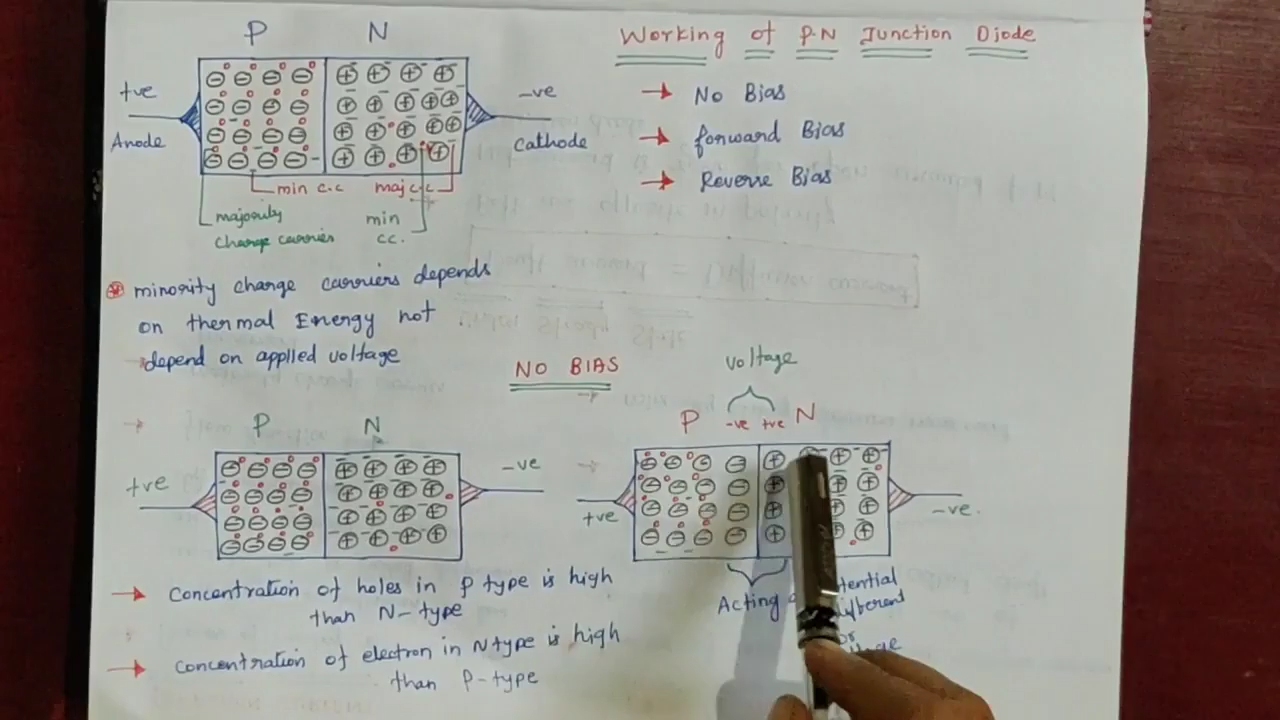 P N
Working of P-N Junction Diode
+ve
Anode
-ve
Cathode
→ No Bias
→ forward Bias
→ Reverse Bias
min c.c maj c.c
majority
charge carrier
min
cc.
minority charge carriers depends
on thermal Energy not
depend on applied voltage
NO BIAS
voltage
P N
+ve
-ve
P -ve +ve N
+ve
-ve.
→ Concentration of holes in P type is high
than N-type
→ concentration of electron in N type is high
than P-type
Acting